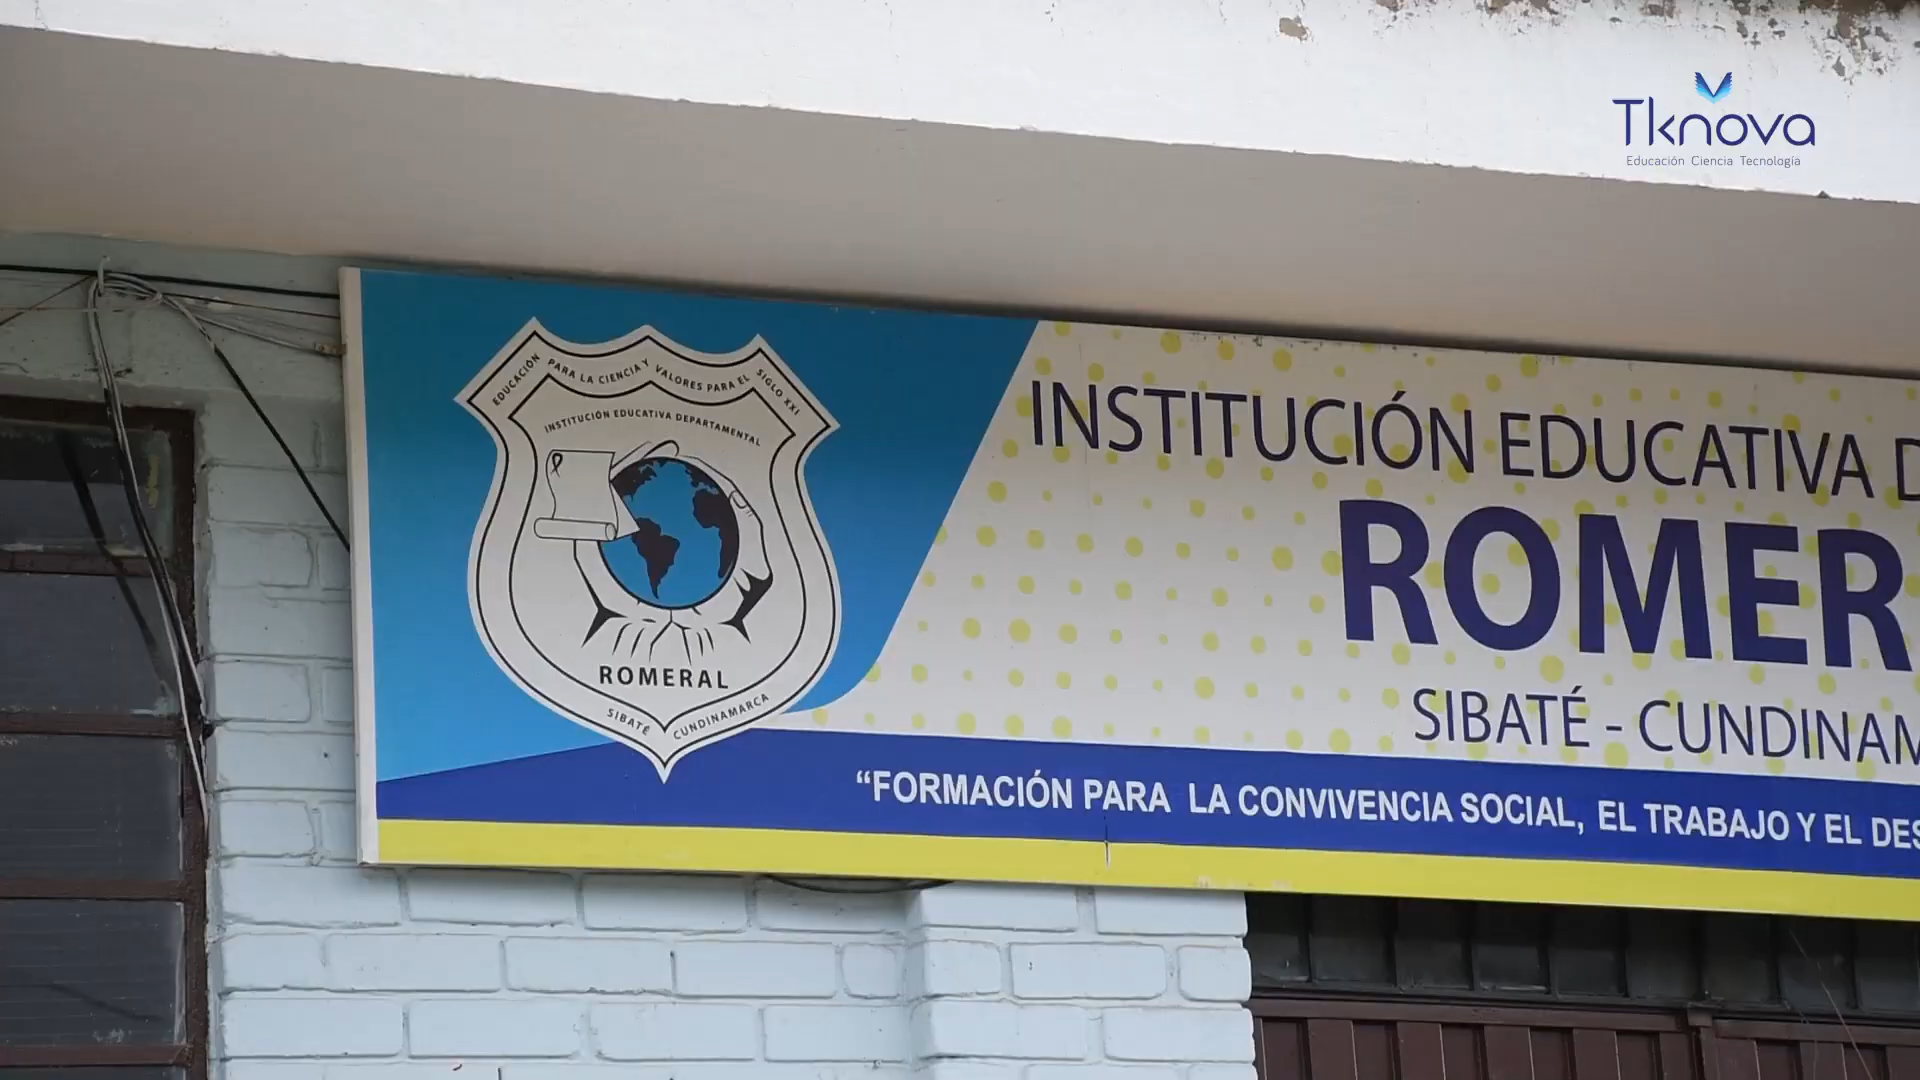 Tknova
Educación Ciencia Tecnología
EDUCACIÓN PARA LA CIENCIA Y VALORES PARA EL SIGLO XXI
INSTITUCIÓN EDUCATIVA DEPARTAMENTAL
ROMERAL
SIBATÉ CUNDINAMARCA
INSTITUCIÓN EDUCATIVA D
ROMER
SIBATÉ - CUNDINAM
“FORMACIÓN PARA LA CONVIVENCIA SOCIAL, EL TRABAJO Y EL DES